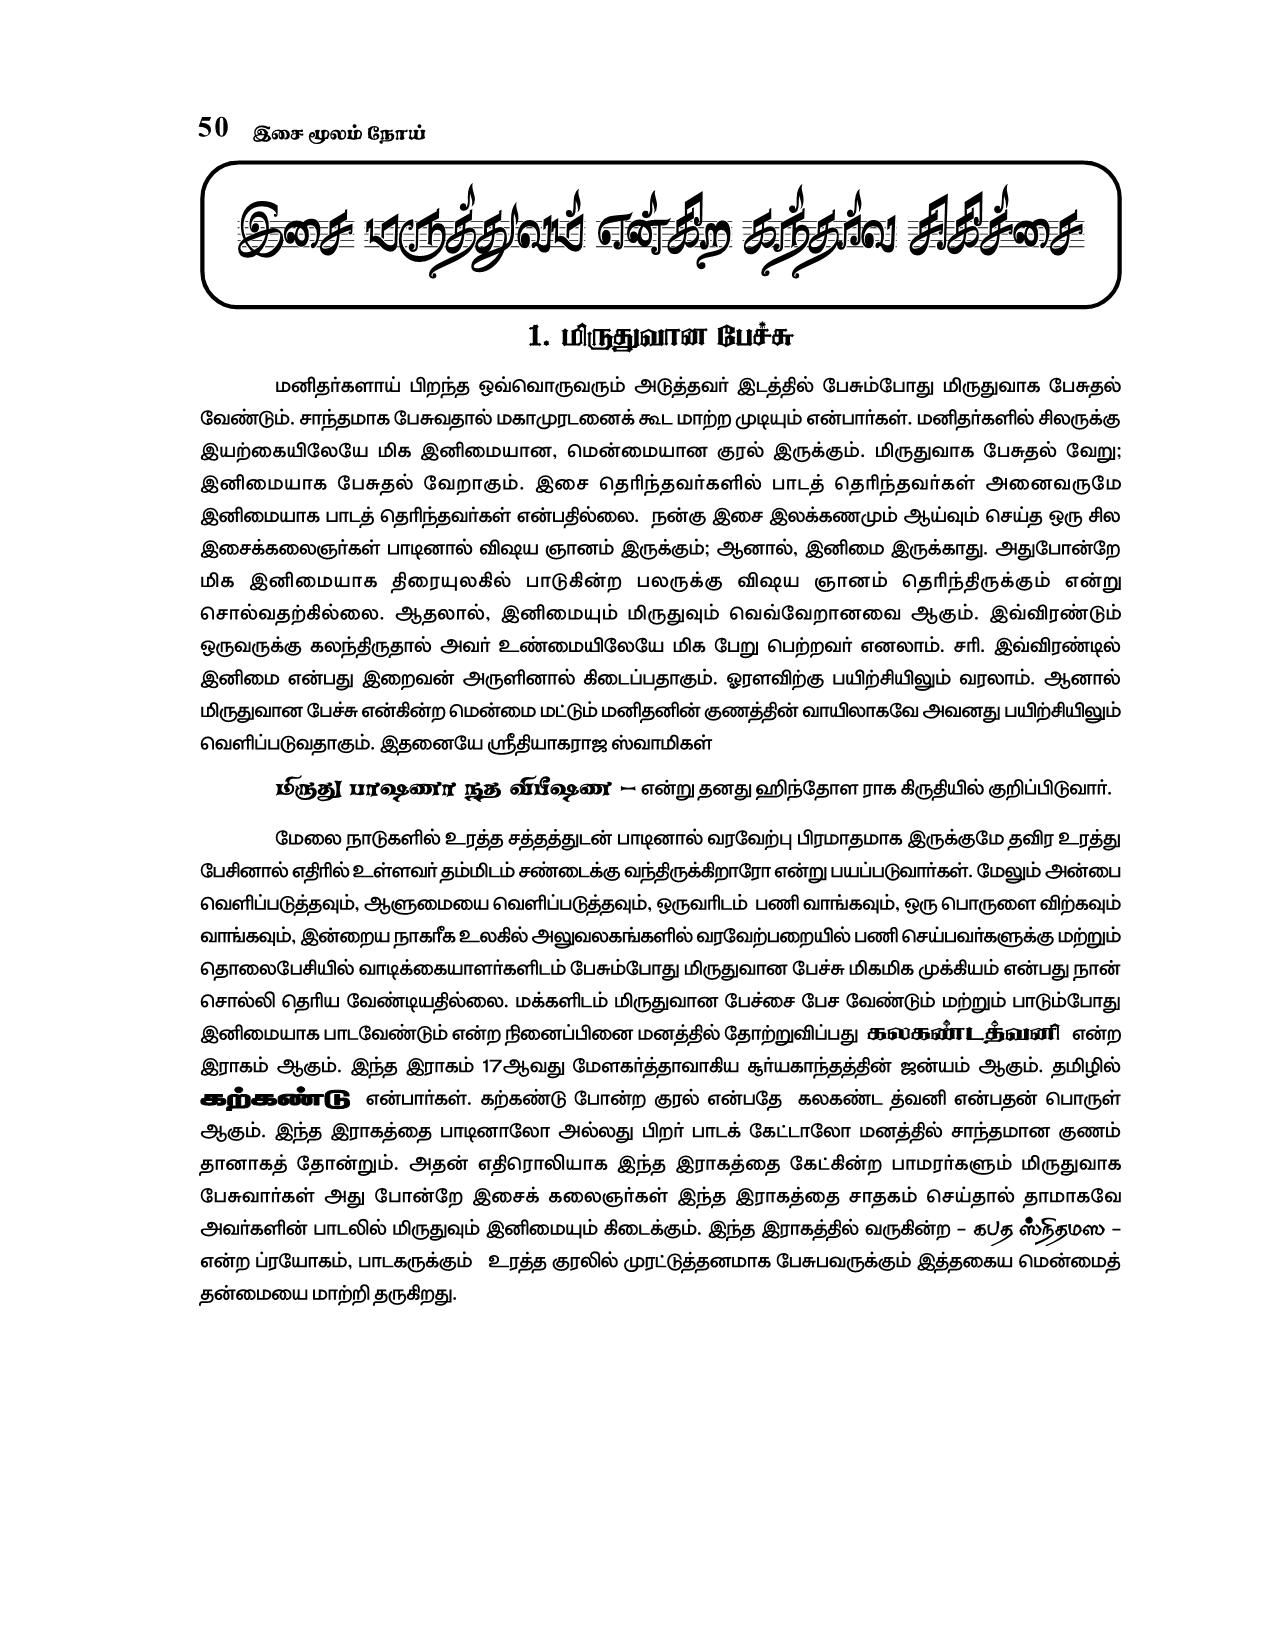 50 இசை மூலம் நோய்
இசை மருத்துவம் என்கிற கந்தர்வ சிகிச்சை
1. மிருதுவான பேச்சு
மனிதர்களாய் பிறந்த ஒவ்வொருவரும் அடுத்தவர் இடத்தில் பேசும்போது மிருதுவாக பேசுதல்
வேண்டும். சாந்தமாக பேசுவதால் மகாமுரடனைக் கூட மாற்ற முடியும் என்பார்கள். மனிதர்களில் சிலருக்கு
இயற்கையிலேயே மிக இனிமையான, மென்மையான குரல் இருக்கும். மிருதுவாக பேசுதல் வேறு;
இனிமையாக பேசுதல் வேறாகும். இசை தெரிந்தவர்களில் பாடத் தெரிந்தவர்கள் அனைவருமே
இனிமையாக பாடத் தெரிந்தவர்கள் என்பதில்லை. நன்கு இசை இலக்கணமும் ஆய்வும் செய்த ஒரு சில
இசைக்கலைஞர்கள் பாடினால் விஷய ஞானம் இருக்கும்; ஆனால், இனிமை இருக்காது. அதுபோன்றே
மிக இனிமையாக திரையுலகில் பாடுகின்ற பலருக்கு விஷய ஞானம் தெரிந்திருக்கும் என்று
சொல்வதற்கில்லை. ஆதலால், இனிமையும் மிருதுவும் வெவ்வேறானவை ஆகும். இவ்விரண்டும்
ஒருவருக்கு கலந்திருதால் அவர் உண்மையிலேயே மிக பேறு பெற்றவர் எனலாம். சரி. இவ்விரண்டில்
இனிமை என்பது இறைவன் அருளினால் கிடைப்பதாகும். ஓரளவிற்கு பயிற்சியிலும் வரலாம். ஆனால்
மிருதுவான பேச்சு என்கின்ற மென்மை மட்டும் மனிதனின் குணத்தின் வாயிலாகவே அவனது பயிற்சியிலும்
வெளிப்படுவதாகும். இதனையே ஸ்ரீதியாகராஜ ஸ்வாமிகள்
மிருது பாஷணா நத விபீஷண – என்று தனது ஹிந்தோள ராக கிருதியில் குறிப்பிடுவார்.
மேலை நாடுகளில் உரத்த சத்தத்துடன் பாடினால் வரவேற்பு பிரமாதமாக இருக்குமே தவிர உரத்து
பேசினால் எதிரில் உள்ளவர் தம்மிடம் சண்டைக்கு வந்திருக்கிறாரோ என்று பயப்படுவார்கள். மேலும் அன்பை
வெளிப்படுத்தவும், ஆளுமையை வெளிப்படுத்தவும், ஒருவரிடம் பணி வாங்கவும், ஒரு பொருளை விற்கவும்
வாங்கவும், இன்றைய நாகரீக உலகில் அலுவலகங்களில் வரவேற்பறையில் பணி செய்பவர்களுக்கு மற்றும்
தொலைபேசியில் வாடிக்கையாளர்களிடம் பேசும்போது மிருதுவான பேச்சு மிகமிக முக்கியம் என்பது நான்
சொல்லி தெரிய வேண்டியதில்லை. மக்களிடம் மிருதுவான பேச்சை பேச வேண்டும் மற்றும் பாடும்போது
இனிமையாக பாடவேண்டும் என்ற நினைப்பினை மனத்தில் தோற்றுவிப்பது கலகண்டத்வனி என்ற
இராகம் ஆகும். இந்த இராகம் 17ஆவது மேளகர்த்தாவாகிய சூர்யகாந்தத்தின் ஜன்யம் ஆகும். தமிழில்
கற்கண்டு என்பார்கள். கற்கண்டு போன்ற குரல் என்பதே கலகண்ட த்வனி என்பதன் பொருள்
ஆகும். இந்த இராகத்தை பாடினாலோ அல்லது பிறர் பாடக் கேட்டாலோ மனத்தில் சாந்தமான குணம்
தானாகத் தோன்றும். அதன் எதிரொலியாக இந்த இராகத்தை கேட்கின்ற பாமரர்களும் மிருதுவாக
பேசுவார்கள் அது போன்றே இசைக் கலைஞர்கள் இந்த இராகத்தை சாதகம் செய்தால் தாமாகவே
அவர்களின் பாடலில் மிருதுவும் இனிமையும் கிடைக்கும். இந்த இராகத்தில் வருகின்ற – கபத ஸ்நிதமஸ –
என்ற ப்ரயோகம், பாடகருக்கும் உரத்த குரலில் முரட்டுத்தனமாக பேசுபவருக்கும் இத்தகைய மென்மைத்
தன்மையை மாற்றி தருகிறது.